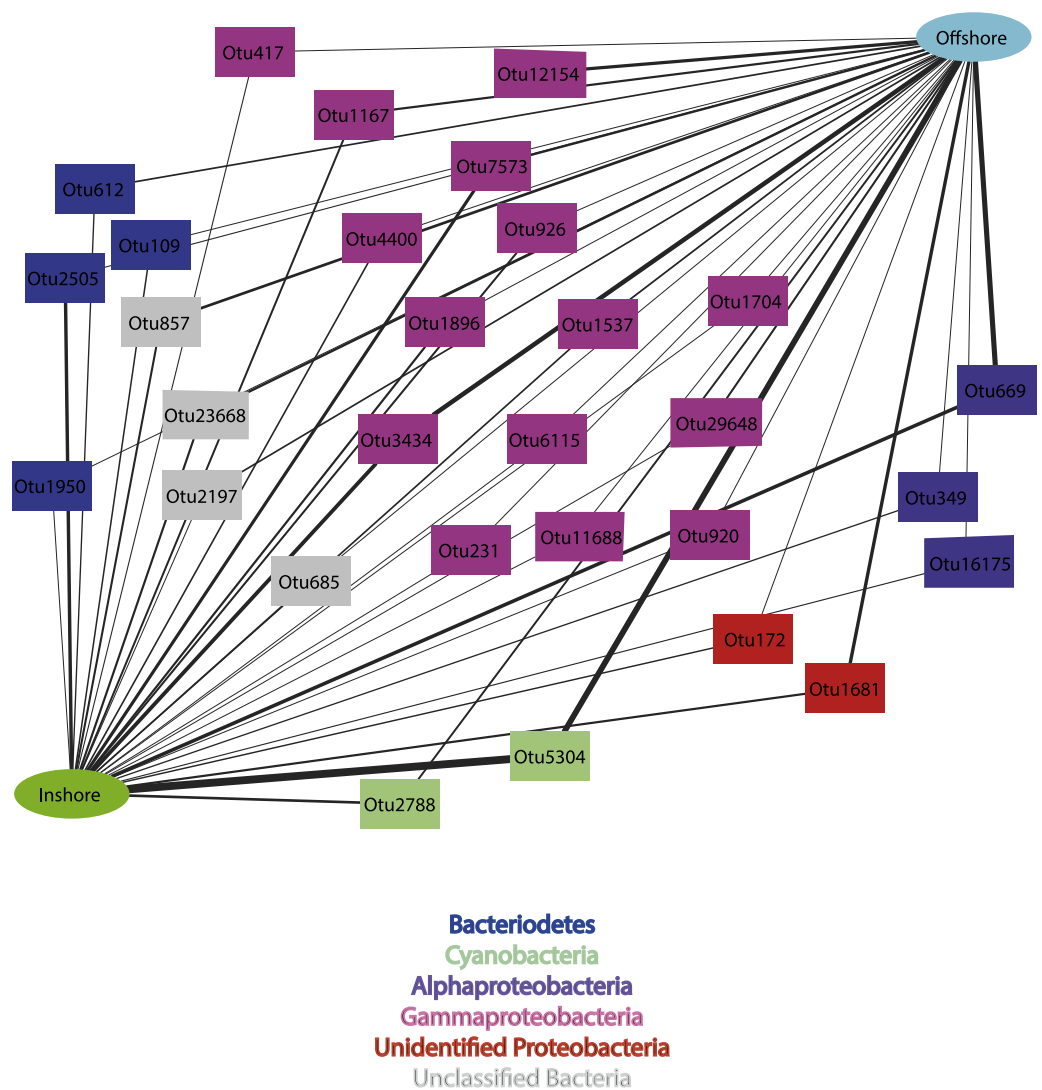 Offshore
Otu417
Otu12154
Otu1167
Otu7573
Otu612
Otu926
Otu4400
Otu109
Otu2505
Otu1704
Otu857
Otu1896
Otu1537
Otu669
Otu23668
Otu3434
Otu6115
Otu29648
Otu1950
Otu2197
Otu349
Otu231
Otu11688
Otu920
Otu16175
Otu685
Otu172
Otu1681
Otu5304
Inshore
Otu2788
Bacteriodetes
Cyanobacteria
Alphaproteobacteria
Gammaproteobacteria
Unidentified Proteobacteria
Unclassified Bacteria